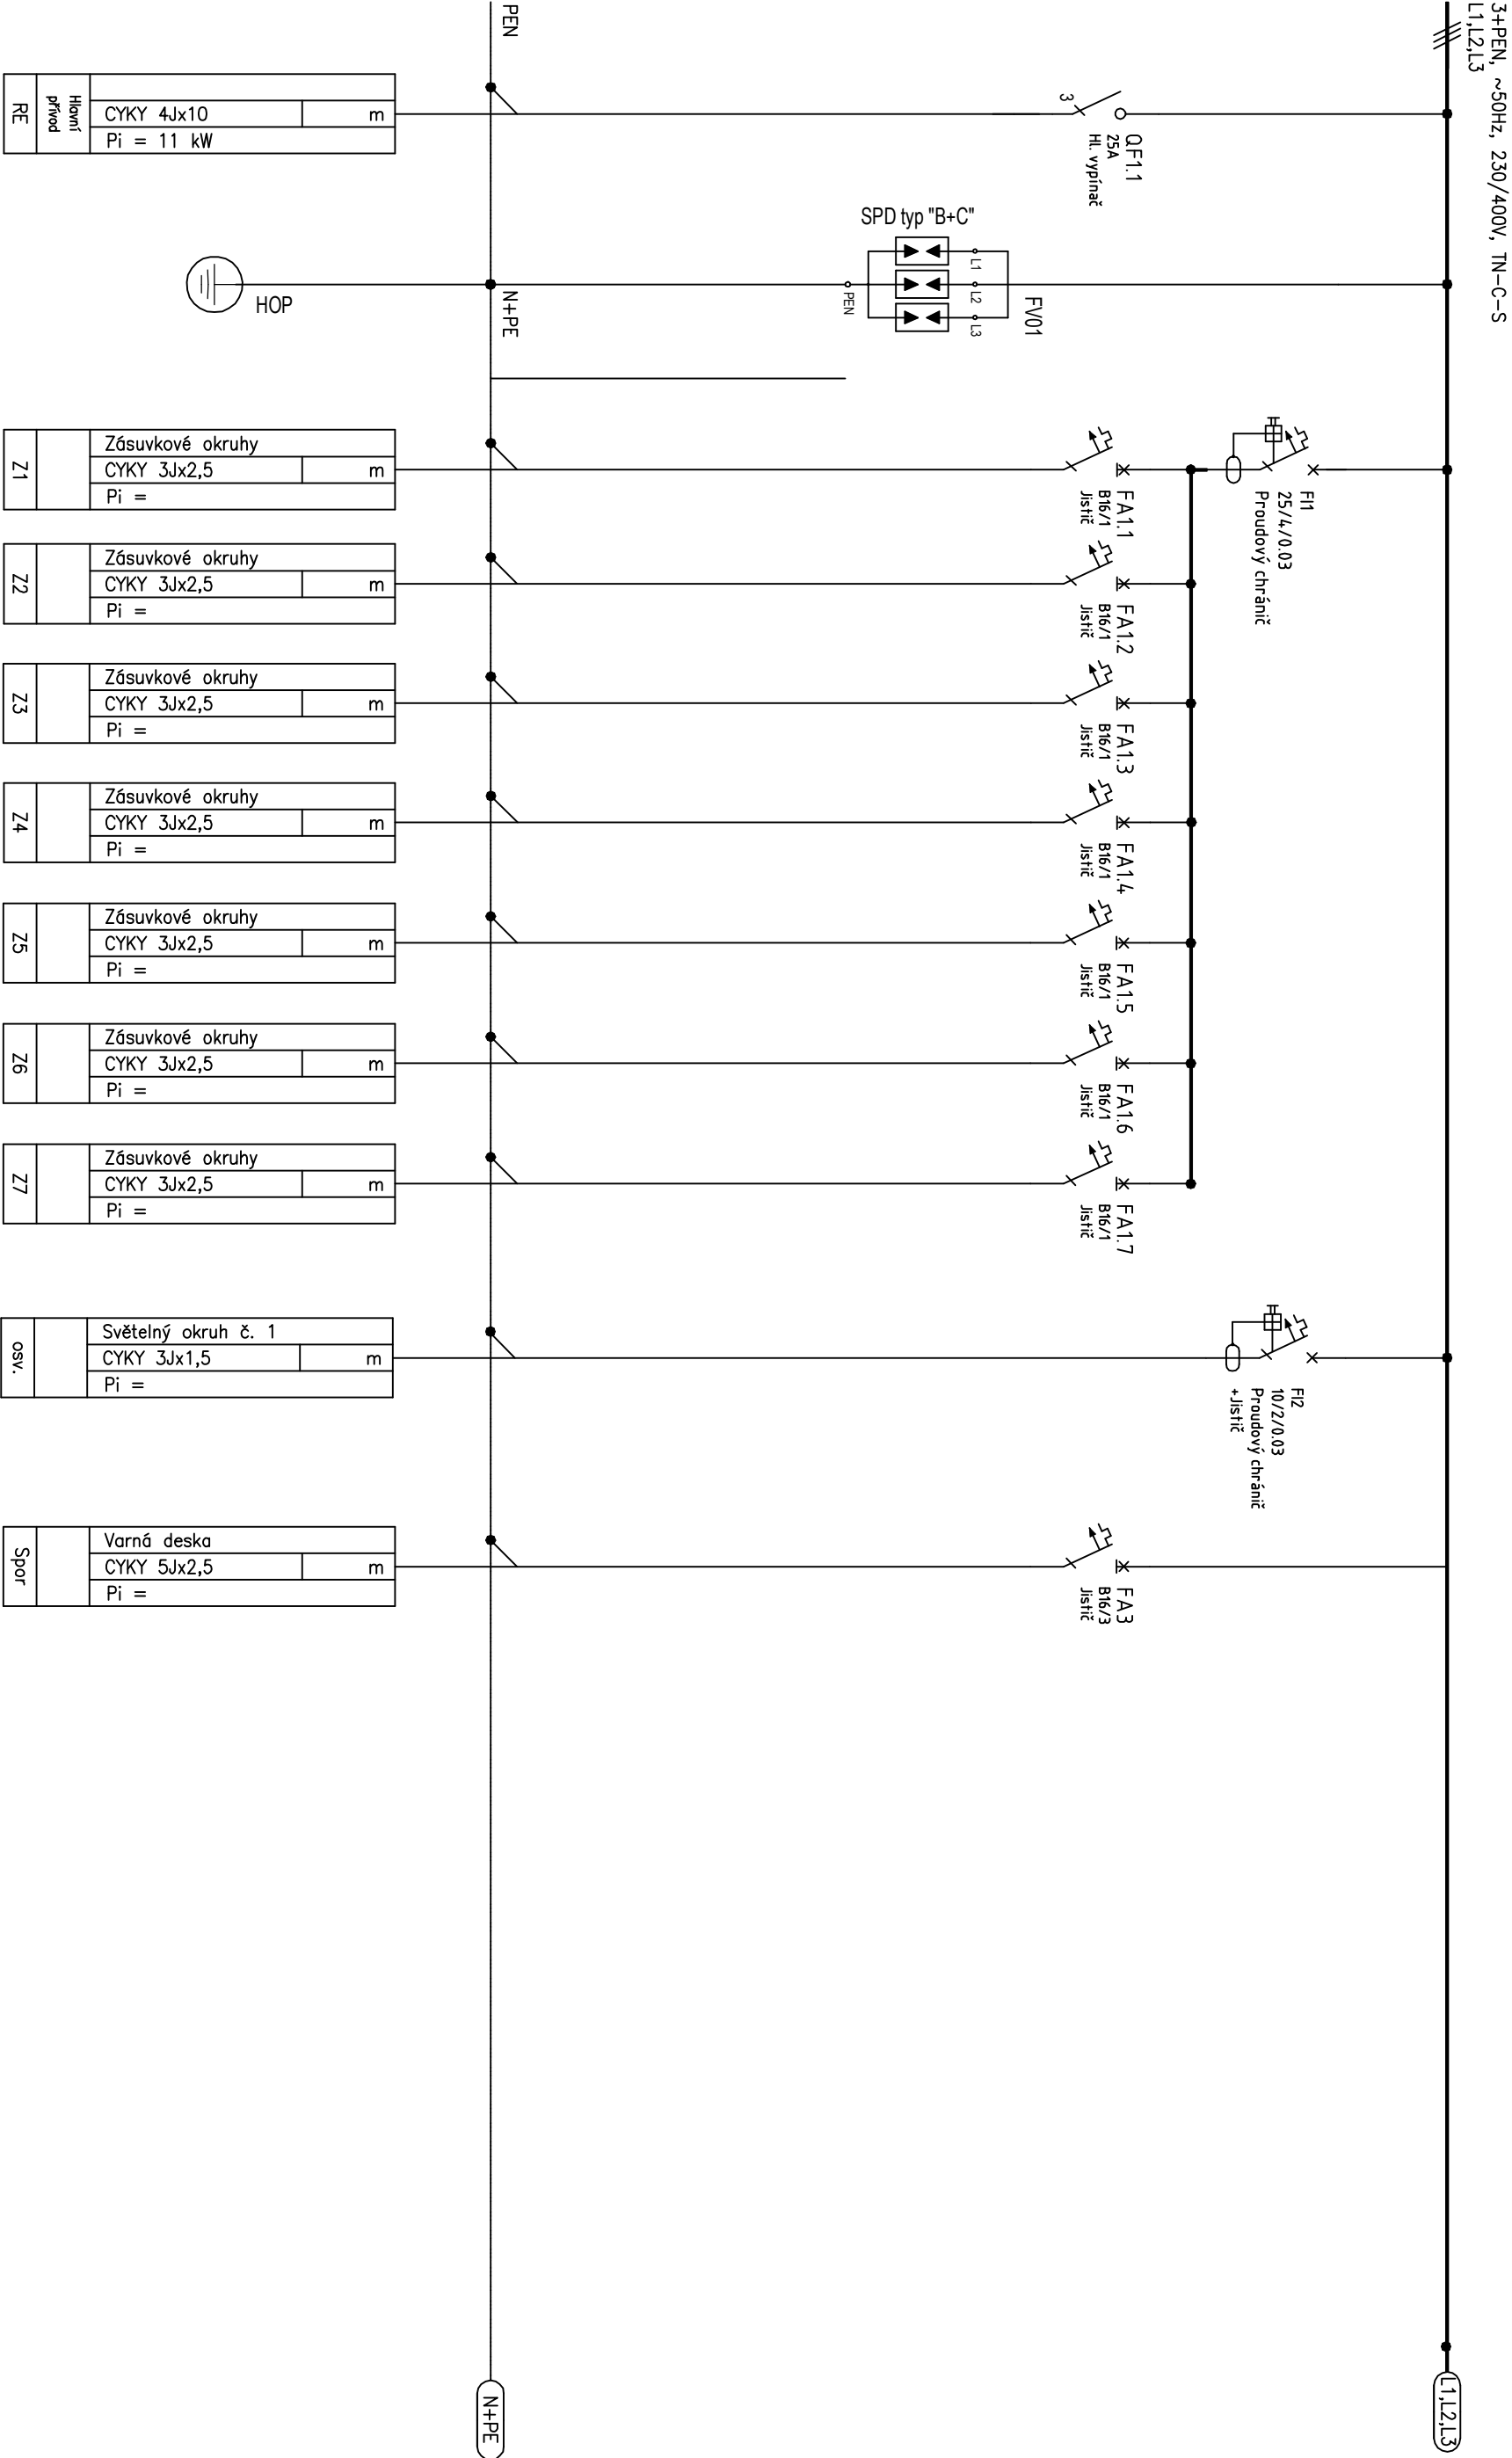 3+PEN, ~50Hz, 230/400V, TN-C-S
L1,L2,L3
PEN
RE
Hlavní
přívod
CYKY 4Jx10 m
Pi = 11 kW
3
QF1.1
25A
Hl. vypínač
SPD typ "B+C"
L1
L2
L3
PEN
FV01
HOP
N+PE
FI1
25/4/0.03
Proudový chránič
Z1
Zásuvkové okruhy
CYKY 3Jx2,5 m
Pi =
FA1.1
B16/1
Jistič
Z2
Zásuvkové okruhy
CYKY 3Jx2,5 m
Pi =
FA1.2
B16/1
Jistič
Z3
Zásuvkové okruhy
CYKY 3Jx2,5 m
Pi =
FA1.3
B16/1
Jistič
Z4
Zásuvkové okruhy
CYKY 3Jx2,5 m
Pi =
FA1.4
B16/1
Jistič
Z5
Zásuvkové okruhy
CYKY 3Jx2,5 m
Pi =
FA1.5
B16/1
Jistič
Z6
Zásuvkové okruhy
CYKY 3Jx2,5 m
Pi =
FA1.6
B16/1
Jistič
Z7
Zásuvkové okruhy
CYKY 3Jx2,5 m
Pi =
FA1.7
B16/1
Jistič
osv.
Světelný okruh č. 1
CYKY 3Jx1,5 m
Pi =
FI2
10/2/0.03
Proudový chránič
+Jistič
Spor
Varná deska
CYKY 5Jx2,5 m
Pi =
FA3
B16/3
Jistič
N+PE
L1,L2,L3